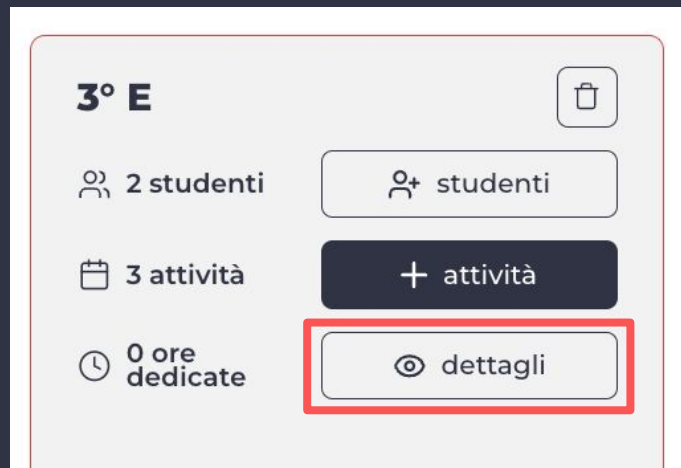 3° E
2 studenti
studenti
3 attività
+ attività
0 ore
dedicate
dettagli